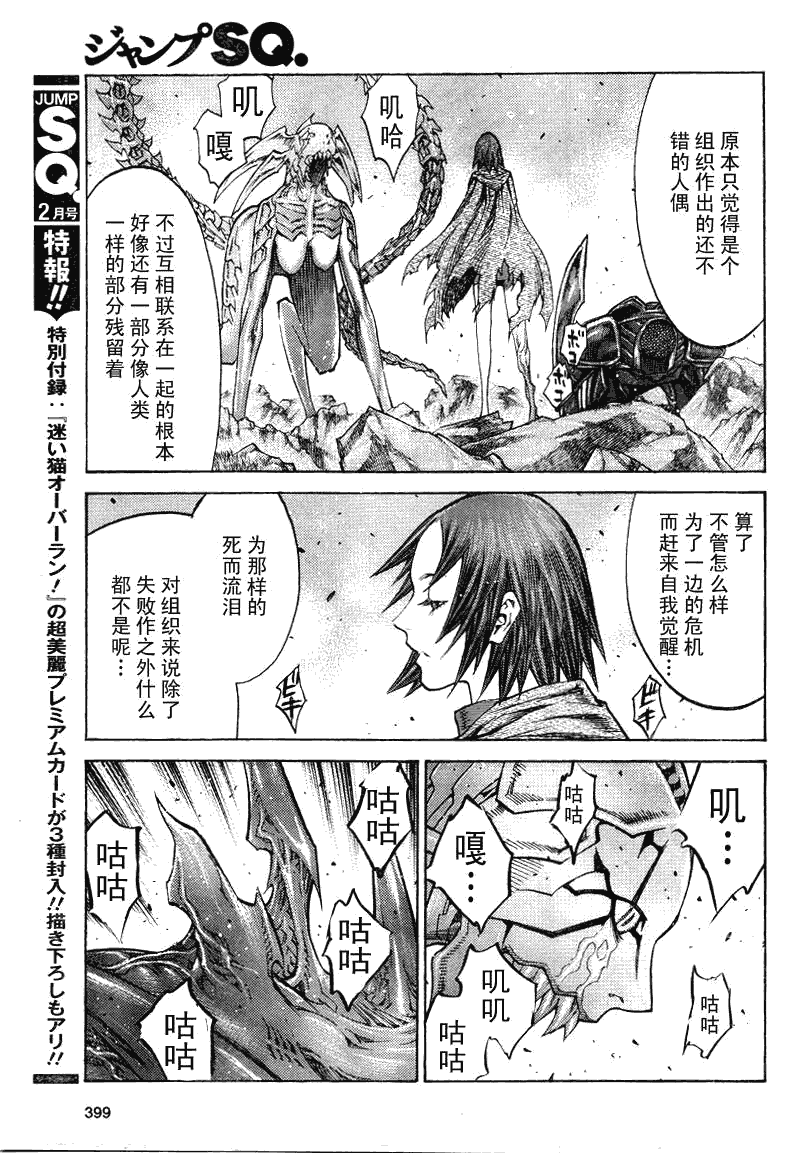 ジャンプSQ.
JUMP
SQ.
2月号
特報!!
特別付録：『迷い猫オーバーラン！』の超美麗プレミアムカードが3種封入!!描き下ろしもアリ!!
原本只觉得是个
组织作出的还不
错的人偶
叽哈
叽
嘎
不过互相联系在一起的根本
好像还有一部分像人类
一样的部分残留着
ボコ
ボコ
算了
不管怎么样
为了一边的危机
而赶来自我觉
醒…
为那样的
死而流泪
对组织来说除了
失败作之外什么
都不是呢…
ビキ
ビキ
叽…
咕咕
嘎…
叽叽
咕咕
咕咕
咕咕
咕咕
咕咕
咕咕
399